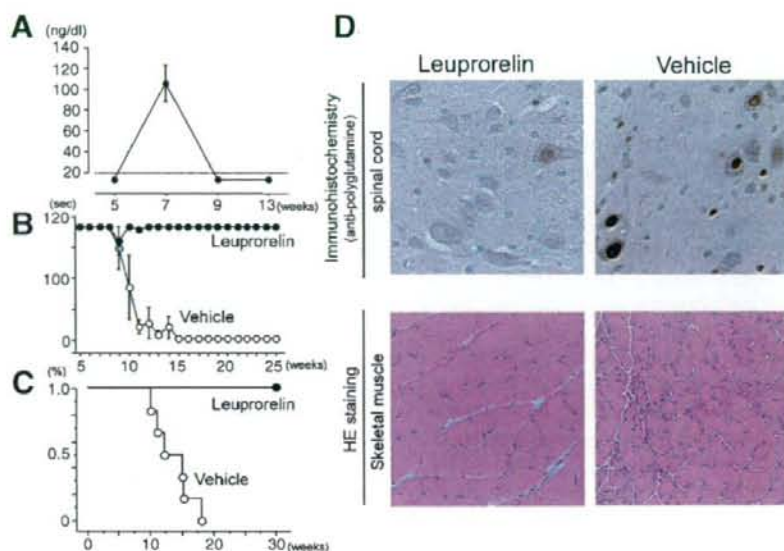 A
(ng/dl)
140
120
100
80
60
40
20
5
7
9
13
(weeks)
B
(sec)
120
100
0
Leuprorelin
Vehicle
5
10
15
20
25
(weeks)
C
(%)
1.0
0.5
0
Leuprorelin
Vehicle
0
10
20
30
(weeks)
D
Leuprorelin
Vehicle
Immunohistochemistry
(anti-polyglutamine)
spinal cord
HE staining
Skeletal muscle